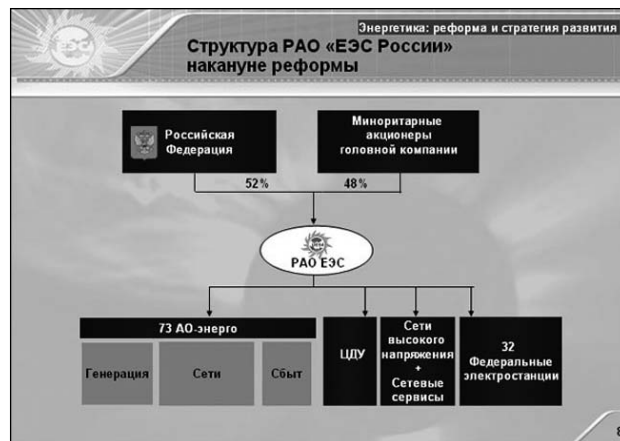 Энергетика: реформа и стратегия развития
Структура РАО «ЕЭС России»
накануне реформы
Российская
Федерация
Миноритарные
акционеры
головной компании
52%
48%
РАО ЕЭС
73 АО-энерго
Генерация
Сети
Сбыт
ЦДУ
Сети
высокого
напряжения
+
Сетевые
сервисы
32
Федеральные
электростанции
8